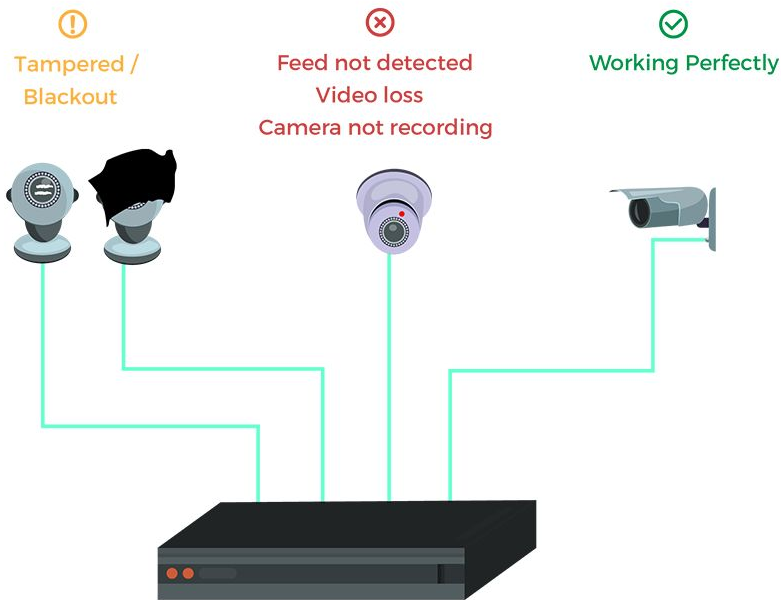 Tampered /
Blackout
Feed not detected
Video loss
Camera not recording
Working Perfectly